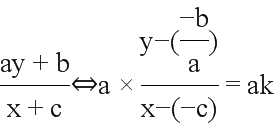 (ay + b)/(x + c) ⇔ a × (y−(−b/a))/(x−(−c)) = ak